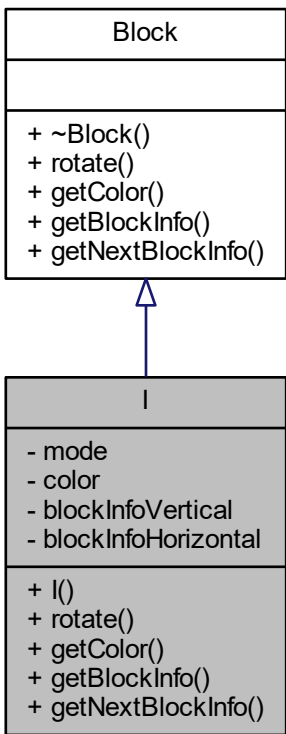 Block
+ ~Block()
+ rotate()
+ getColor()
+ getBlockInfo()
+ getNextBlockInfo()
I
- mode
- color
- blockInfoVertical
- blockInfoHorizontal
+ I()
+ rotate()
+ getColor()
+ getBlockInfo()
+ getNextBlockInfo()